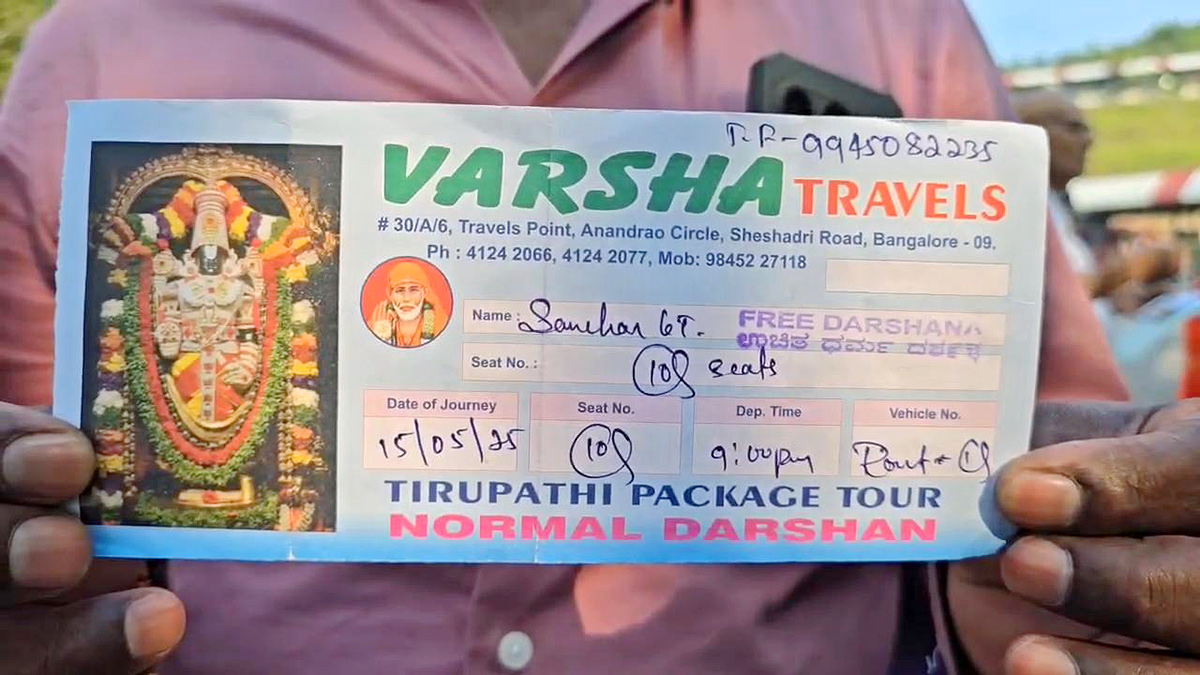 T.F-9945082235
VARSHA TRAVELS
# 30/A/6, Travels Point, Anandrao Circle, Sheshadri Road, Bangalore - 09.
Ph : 4124 2066, 4124 2077, Mob: 98452 27118
Name :
FREE DARSHANA
ಉಚಿತ ಧರ್ಮ ದರ್ಶನ
Seat No. : 10 seats
Date of Journey Seat No. Dep. Time Vehicle No.
15/05/25 10 9:00pm
TIRUPATHI PACKAGE TOUR
NORMAL DARSHAN